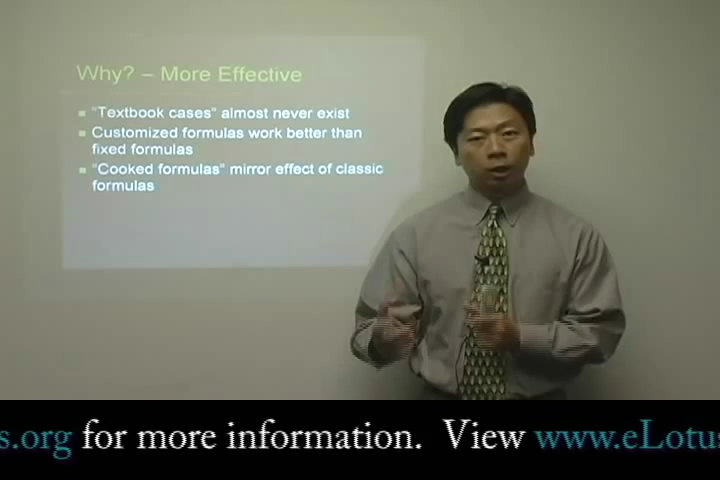 Why? – More Effective
"Textbook cases" almost never exist
Customized formulas work better than
fixed formulas
"Cooked formulas" mirror effect of classic
formulas
s.org for more information. View www.eLotus